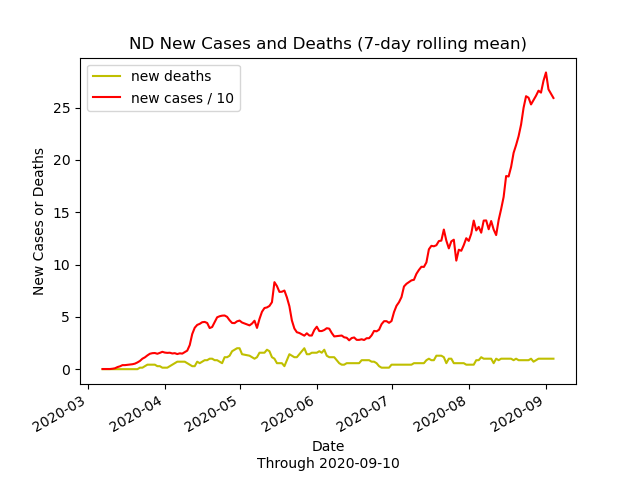 ND New Cases and Deaths (7-day rolling mean)
new deaths
new cases / 10
New Cases or Deaths
25
20
15
10
5
0
2020-03
2020-04
2020-05
2020-06
2020-07
2020-08
2020-09
Date
Through 2020-09-10